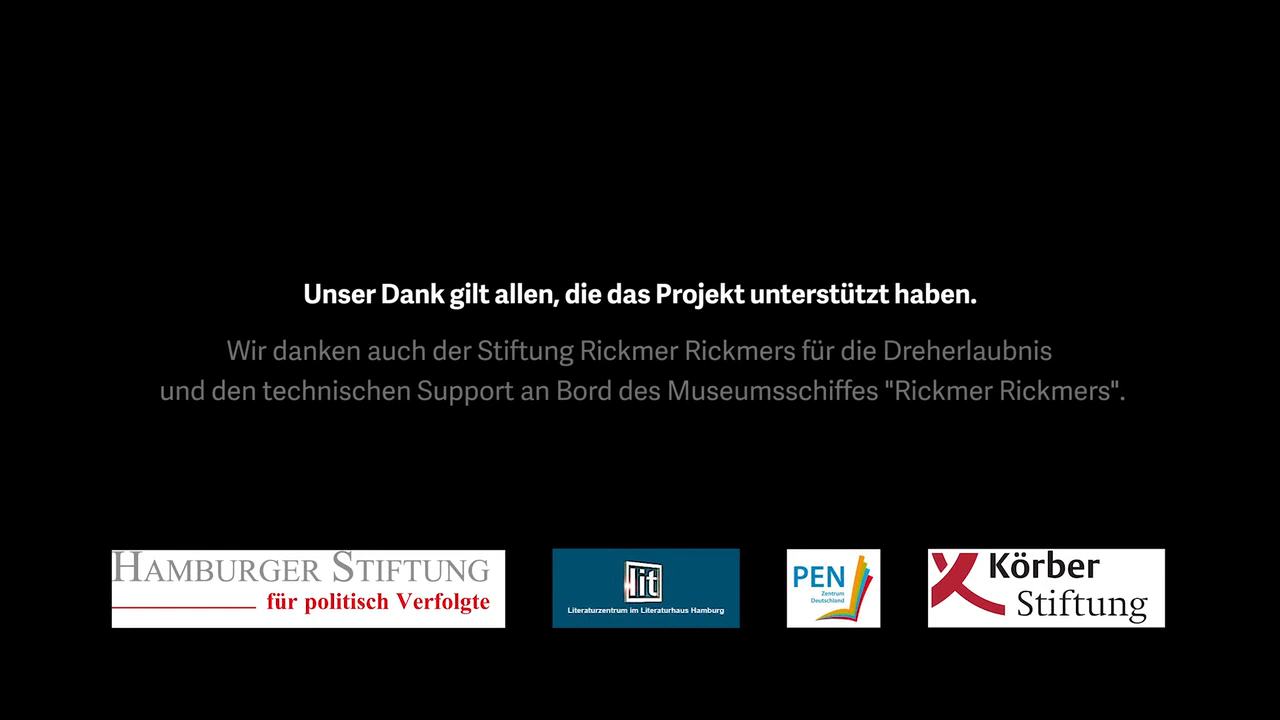 Unser Dank gilt allen, die das Projekt unterstützt haben.
Wir danken auch der Stiftung Rickmer Rickmers für die Dreherlaubnis
und den technischen Support an Bord des Museumsschiffes "Rickmer Rickmers".
HAMBURGER STIFTUNG
für politisch Verfolgte
lit
Literaturzentrum im Literaturhaus Hamburg
PEN
Zentrum
Deutschland
Körber
Stiftung